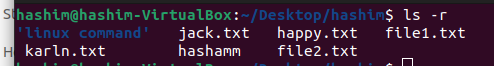 hashim@hashim-VirtualBox:~/Desktop/hashim$ ls -r
'linux command' jack.txt happy.txt file1.txt
karln.txt hashamm file2.txt